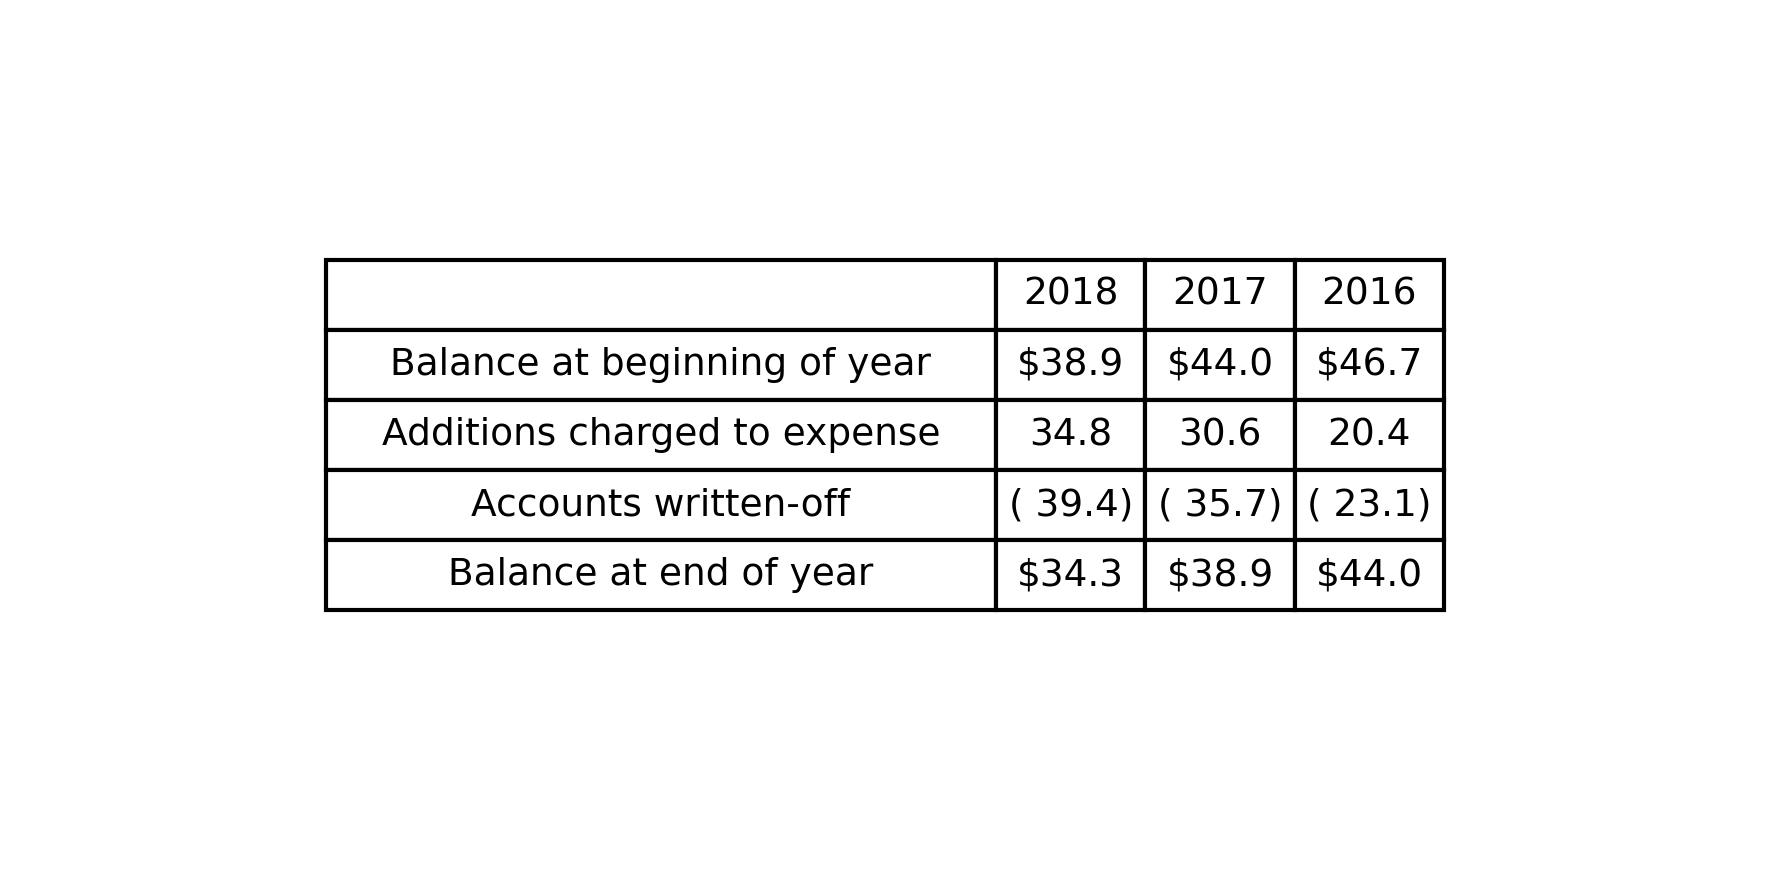 2018 2017 2016
Balance at beginning of year $38.9 $44.0 $46.7
Additions charged to expense 34.8 30.6 20.4
Accounts written-off ( 39.4) ( 35.7) ( 23.1)
Balance at end of year $34.3 $38.9 $44.0